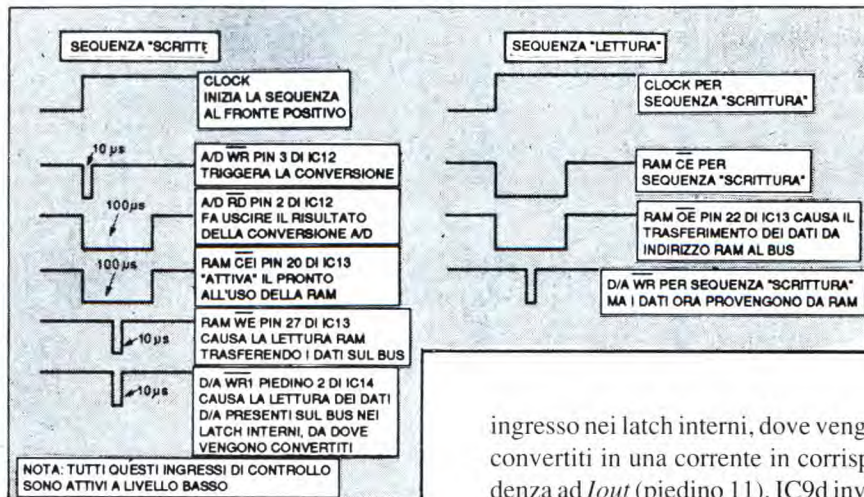 SEQUENZA "SCRITTE
CLOCK
INIZIA LA SEQUENZA
AL FRONTE POSITIVO
10 µs
A/D WR PIN 3 DI IC12
TRIGGERA LA CONVERSIONE
100µs
A/D RD PIN 2 DI IC12
FA USCIRE IL RISULTATO
DELLA CONVERSIONE A/D
100µs
RAM CEI PIN 20 DI IC13
"ATTIVA" IL PRONTO
ALL'USO DELLA RAM
10µs
RAM WE PIN 27 DI IC13
CAUSA LA LETTURA RAM
TRASFERENDO I DATI SUL BUS
10µs
D/A WR1 PIEDINO 2 DI IC14
CAUSA LA LETTURA DEI DATI
D/A PRESENTI SUL BUS NEI
LATCH INTERNI, DA DOVE
VENGONO CONVERTITI
NOTA: TUTTI QUESTI INGRESSI DI CONTROLLO
SONO ATTIVI A LIVELLO BASSO
SEQUENZA "LETTURA"
CLOCK PER
SEQUENZA "SCRITTURA"
RAM CE PER
SEQUENZA "SCRITTURA"
RAM OE PIN 22 DI IC13 CAUSA IL
TRASFERIMENTO DEI DATI DA
INDIRIZZO RAM AL BUS
D/A WR PER SEQUENZA "SCRITTURA"
MA I DATI ORA PROVENGONO DA RAM
ingresso nei latch interni, dove veng
convertiti in una corrente in corrisp
denza ad Iout (piedino 11). IC9d inv